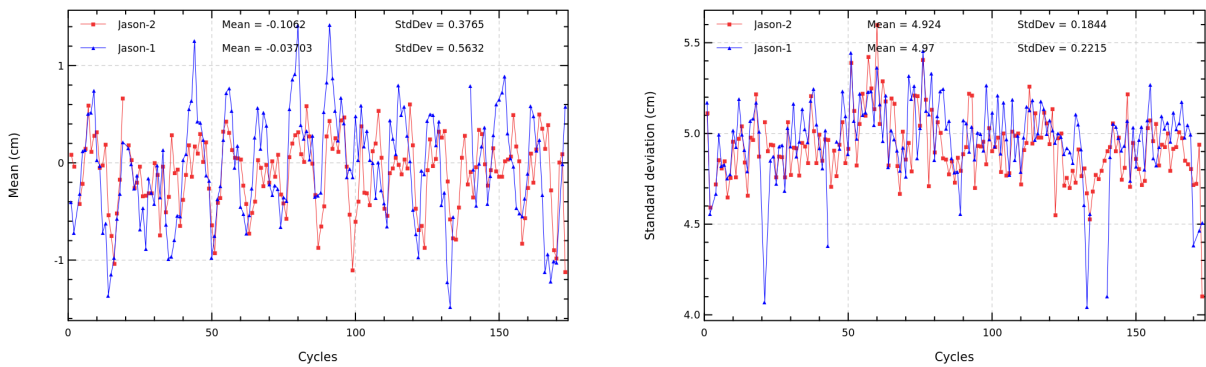 Jason-2 Mean = -0.1062 StdDev = 0.3765
Jason-1 Mean = -0.03703 StdDev = 0.5632
1
0
-1
Mean (cm)
0 50 100 150
Cycles
Jason-2 Mean = 4.924 StdDev = 0.1844
Jason-1 Mean = 4.97 StdDev = 0.2215
5.5
5.0
4.5
4.0
Standard deviation (cm)
0 50 100 150
Cycles